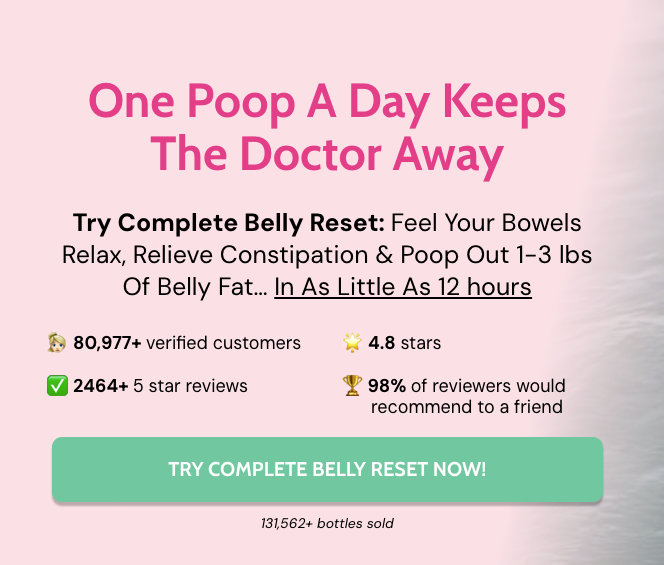 One Poop A Day Keeps
The Doctor Away
Try Complete Belly Reset: Feel Your Bowels
Relax, Relieve Constipation & Poop Out 1-3 lbs
Of Belly Fat... In As Little As 12 hours
80,977+ verified customers
4.8 stars
2464+ 5 star reviews
98% of reviewers would
recommend to a friend
TRY COMPLETE BELLY RESET NOW!
131,562+ bottles sold